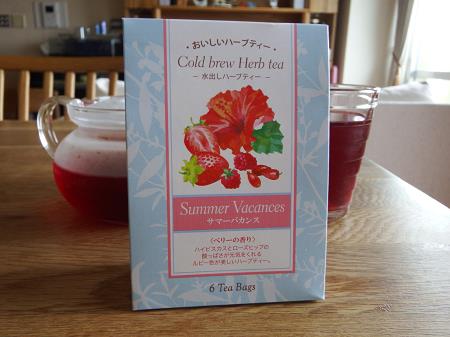 ・おいしいハーブティー・
Cold brew Herb tea
－ 水出しハーブティー －
Summer Vacances
サマーバカンス
〈ベリーの香り〉
ハイビスカスとローズヒップの
酸っぱさが元気をくれる
ルビー色が美しいハーブティー。
6 Tea Bags